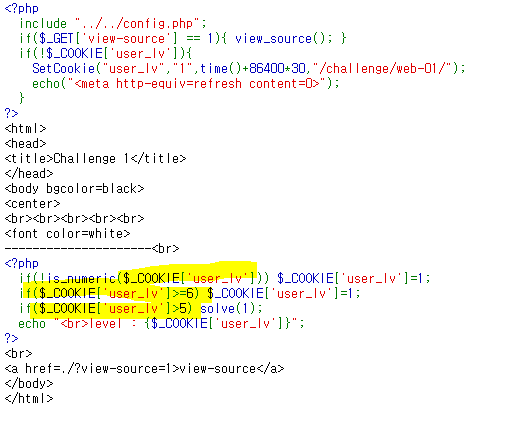 <?php
include "../../config.php";
if($_GET['view-source'] == 1){ view_source(); }
if(!$_COOKIE['user_lv']){
SetCookie("user_lv","1",time()+86400*30,"/challenge/web-01/");
echo("<meta http-equiv=refresh content=0>");
}
?>
<html>
<head>
<title>Challenge 1</title>
</head>
<body bgcolor=black>
<center>
<br><br><br><br><br>
<font color=white>
---------------------<br>
<?php
if(!is_numeric($_COOKIE['user_lv'])) $_COOKIE['user_lv']=1;
if($_COOKIE['user_lv']>=6) $_COOKIE['user_lv']=1;
if($_COOKIE['user_lv']>5) solve(1);
echo "<br>level : {$_COOKIE['user_lv']}";
?>
<br>
<a href=./?view-source=1>view-source</a>
</body>
</html>